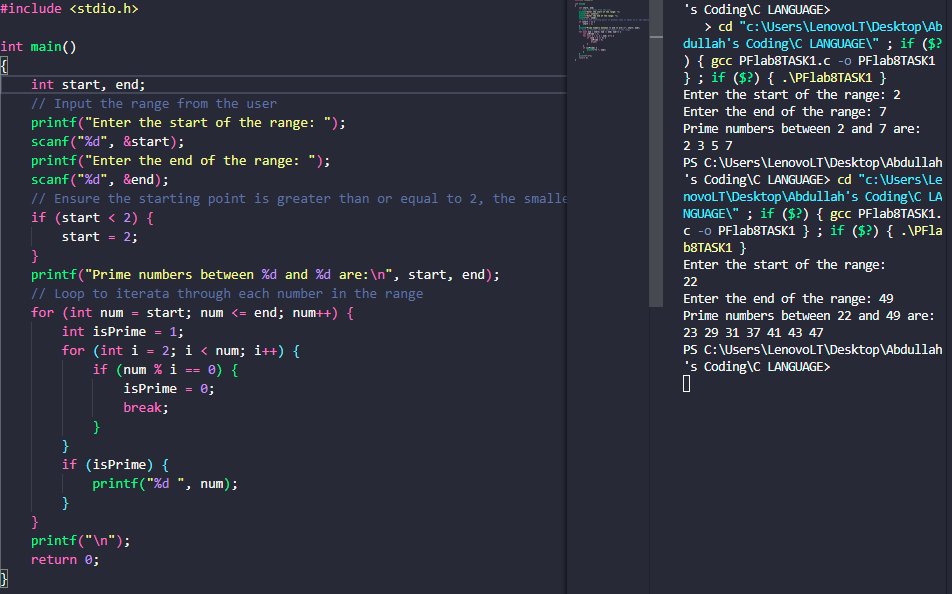 #include <stdio.h>
int main()
{
int start, end;
// Input the range from the user
printf("Enter the start of the range: ");
scanf("%d", &start);
printf("Enter the end of the range: ");
scanf("%d", &end);
// Ensure the starting point is greater than or equal to 2, the smalle
if (start < 2) {
start = 2;
}
printf("Prime numbers between %d and %d are:\n", start, end);
// Loop to iterata through each number in the range
for (int num = start; num <= end; num++) {
int isPrime = 1;
for (int i = 2; i < num; i++) {
if (num % i == 0) {
isPrime = 0;
break;
}
}
if (isPrime) {
printf("%d ", num);
}
}
printf("\n");
return 0;
}
's Coding\C LANGUAGE>
> cd "c:\Users\LenovoLT\Desktop\Ab
dullah's Coding\C LANGUAGE\" ; if ($?
) { gcc PFlab8TASK1.c -o PFlab8TASK1
} ; if ($?) { .\PFlab8TASK1 }
Enter the start of the range: 2
Enter the end of the range: 7
Prime numbers between 2 and 7 are:
2 3 5 7
PS C:\Users\LenovoLT\Desktop\Abdullah
's Coding\C LANGUAGE> cd "c:\Users\Le
novoLT\Desktop\Abdullah's Coding\C LA
NGUAGE\" ; if ($?) { gcc PFlab8TASK1.
c -o PFlab8TASK1 } ; if ($?) { .\PFla
b8TASK1 }
Enter the start of the range:
22
Enter the end of the range: 49
Prime numbers between 22 and 49 are:
23 29 31 37 41 43 47
PS C:\Users\LenovoLT\Desktop\Abdullah
's Coding\C LANGUAGE>